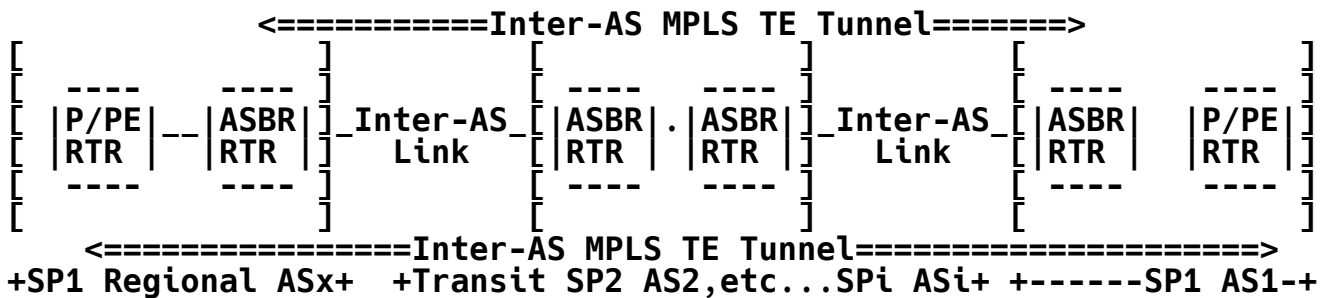 <===========Inter-AS MPLS TE Tunnel=======>
[                ]          [             ]          [               ]
[   ----    ---- ]          [ ----    ---- ]          [ ----    ---- ]
[ |P/PE|__|ASBR|]_Inter-AS_[|ASBR|.|ASBR|]_Inter-AS_[|ASBR|  |P/PE|]
[ |RTR |  |RTR |]   Link   [|RTR | |RTR |]   Link   [|RTR |  |RTR |]
[   ----    ---- ]          [ ----    ---- ]          [ ----    ---- ]
[                ]          [             ]          [               ]
<================Inter-AS MPLS TE Tunnel=====================>
+SP1 Regional ASx+  +Transit SP2 AS2,etc...SPi ASi+ +------SP1 AS1-+